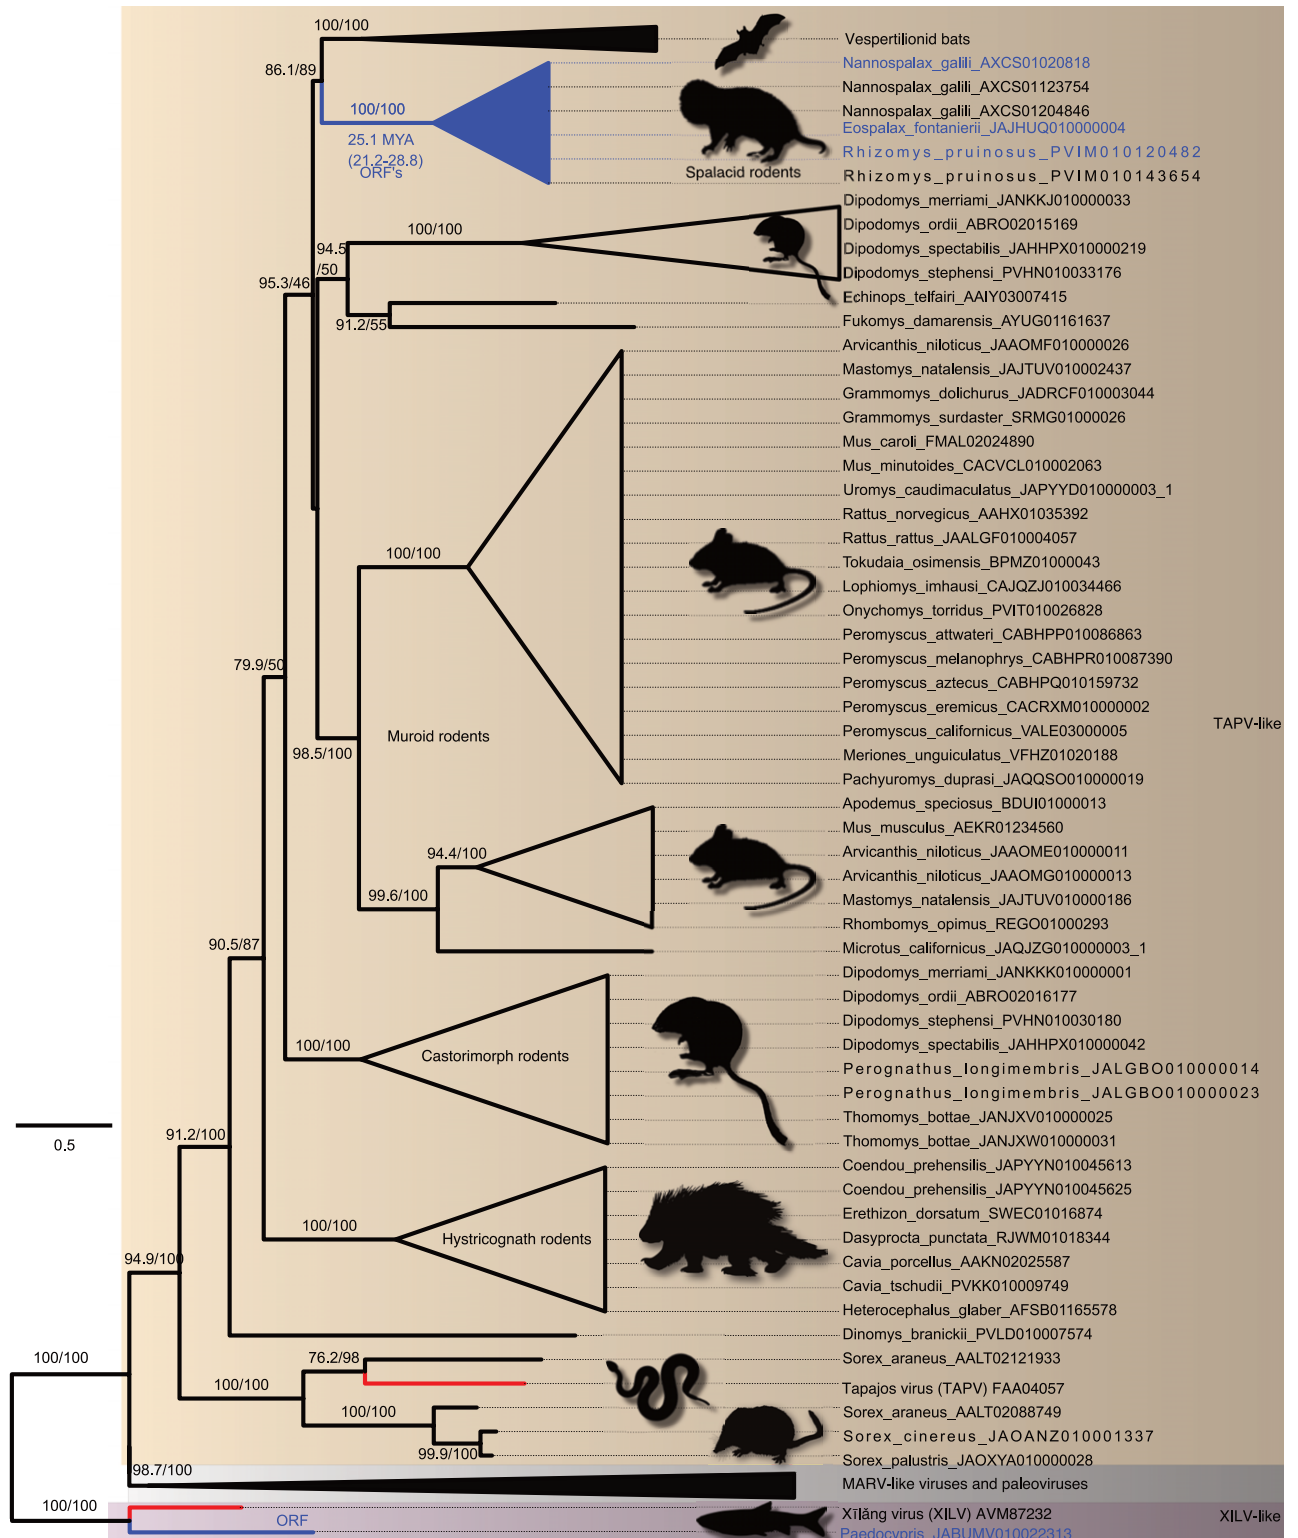 100/100
Vespertilionid bats
86.1/89
Nannospalax_galili_AXCS01020818
Nannospalax_galili_AXCS01123754
100/100
Nannospalax_galili_AXCS01204846
25.1 MYA
Eospalax_fontanierii_JAJHUQ010000004
(21.2-28.8)
Rhizomys_pruinosus_PVIM010120482
ORF's
Spalacid rodents
Rhizomys_pruinosus_PVIM010143654
Dipodomys_merriami_JANKKJ010000033
100/100
Dipodomys_ordii_ABRO02015169
94.5
/50
Dipodomys_spectabilis_JAHHPX010000219
95.3/46
Dipodomys_stephensi_PVHN010033176
Echinops_telfairi_AAIY03007415
91.2/55
Fukomys_damarensis_AYUG01161637
Arvicanthis_niloticus_JAAOMF010000026
Mastomys_natalensis_JAJTUV010002437
Grammomys_dolichurus_JADRCF010003044
Grammomys_surdaster_SRMG01000026
Mus_caroli_FMAL02024890
Mus_minutoides_CACVCL010002063
Uromys_caudimaculatus_JAPYYD010000003_1
Rattus_norvegicus_AAHX01035392
Rattus_rattus_JAALGF010004057
100/100
Tokudaia_osimensis_BPMZ01000043
Lophiomys_imhausi_CAJQZJ010034466
Onychomys_torridus_PVIT010026828
Peromyscus_attwateri_CABHPP010086863
Peromyscus_melanophrys_CABHPR010087390
79.9/50
Peromyscus_aztecus_CABHPQ010159732
Peromyscus_eremicus_CACRXM010000002
TAPV-like
Muroid rodents
Peromyscus_californicus_VALE03000005
98.5/100
Meriones_unguiculatus_VFHZ01020188
Pachyuromys_duprasi_JAQQSO010000019
Apodemus_speciosus_BDUI01000013
Mus_musculus_AEKR01234560
94.4/100
Arvicanthis_niloticus_JAAOME010000011
Arvicanthis_niloticus_JAAOMG010000013
99.6/100
Mastomys_natalensis_JAJTUV010000186
Rhombomys_opimus_REGO01000293
90.5/87
Microtus_californicus_JAQJZG010000003_1
Dipodomys_merriami_JANKKK010000001
Dipodomys_ordii_ABRO02016177
Dipodomys_stephensi_PVHN010030180
100/100
Castorimorph rodents
Dipodomys_spectabilis_JAHHPX010000042
Perognathus_longimembris_JALGBO010000014
Perognathus_longimembris_JALGBO010000023
Thomomys_bottae_JANJXV010000025
0.5
91.2/100
Thomomys_bottae_JANJXW010000031
Coendou_prehensilis_JAPYYN010045613
Coendou_prehensilis_JAPYYN010045625
Erethizon_dorsatum_SWEC01016874
100/100
Hystricognath rodents
Dasyprocta_punctata_RJWM01018344
94.9/100
Cavia_porcellus_AAKN02025587
Cavia_tschudii_PVKK010009749
Heterocephalus_glaber_AFSB01165578
Dinomys_branickii_PVLD010007574
100/100
76.2/98
Sorex_araneus_AALT02121933
100/100
Tapajos virus (TAPV) FAA04057
100/100
Sorex_araneus_AALT02088749
Sorex_cinereus_JAOANZ010001337
99.9/100
Sorex_palustris_JAOXYA010000028
98.7/100
MARV-like viruses and paleoviruses
100/100
Xīlǎng virus (XILV) AVM87232
XILV-like
ORF
Paedocypris_JABUMV010022313